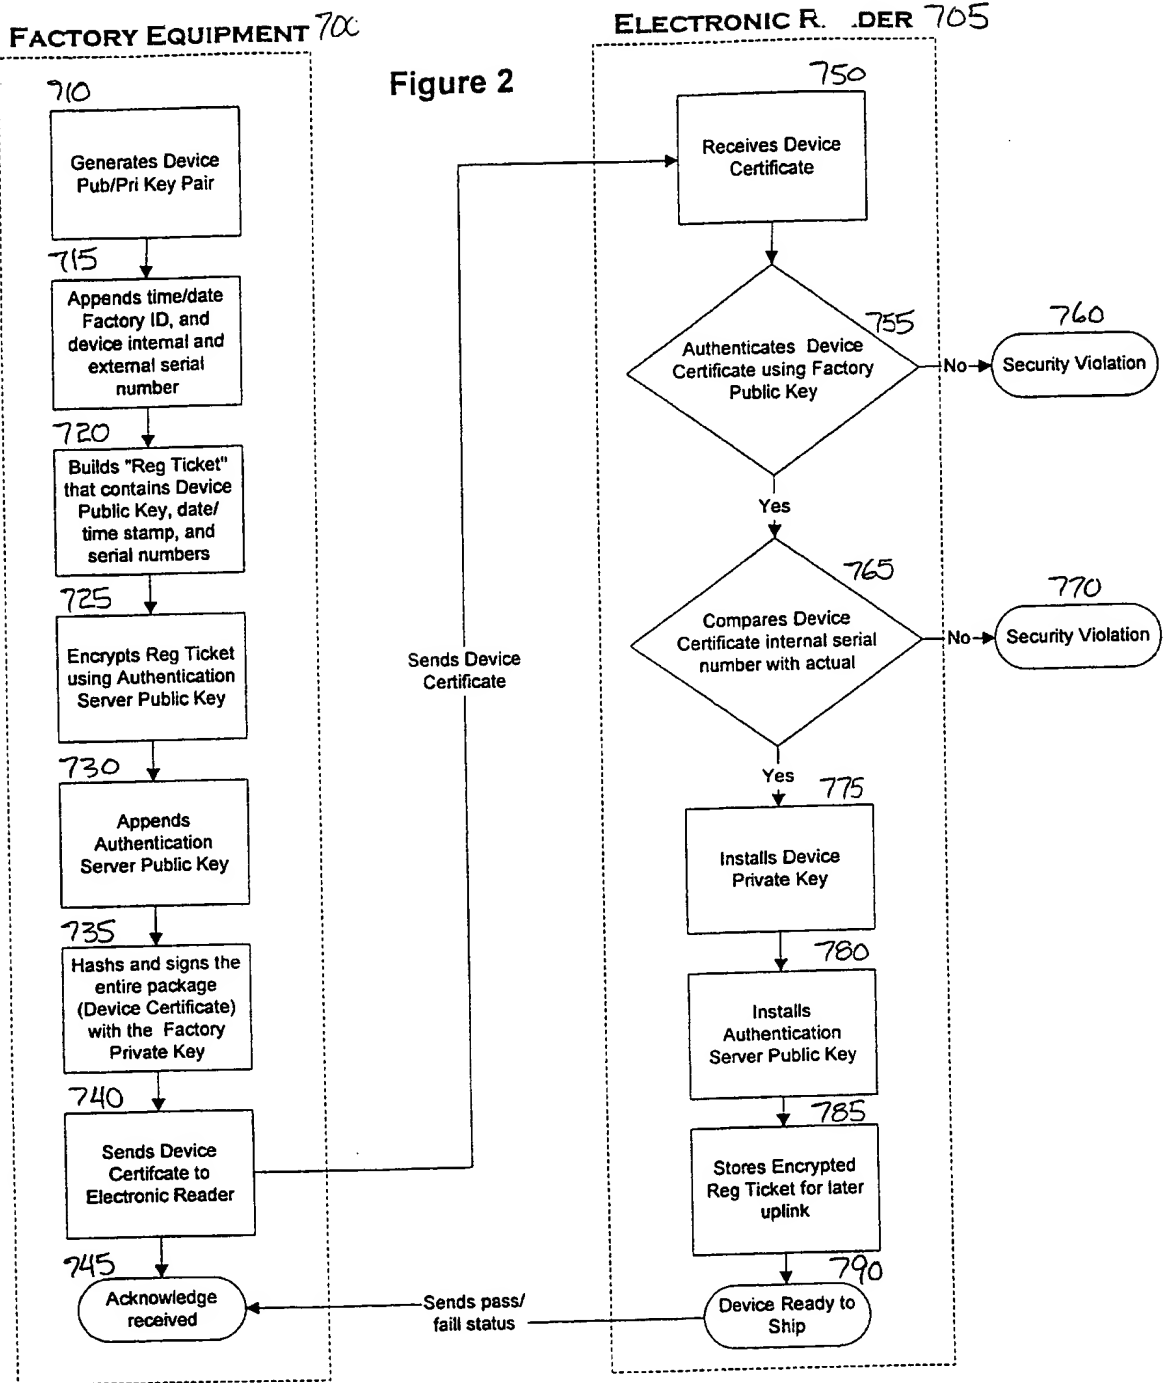 FACTORY EQUIPMENT 700
ELECTRONIC R. .DER 705
Figure 2
710
Generates Device
Pub/Pri Key Pair
715
Appends time/date
Factory ID, and
device internal and
external serial
number
720
Builds "Reg Ticket"
that contains Device
Public Key, date/
time stamp, and
serial numbers
725
Encrypts Reg Ticket
using Authentication
Server Public Key
730
Appends
Authentication
Server Public Key
735
Hashs and signs the
entire package
(Device Certificate)
with the Factory
Private Key
740
Sends Device
Certifcate to
Electronic Reader
745
Acknowledge
received
Sends Device
Certificate
Sends pass/
faill status
750
Receives Device
Certificate
755
Authenticates Device
Certificate using Factory
Public Key
No
760
Security Violation
Yes
765
Compares Device
Certificate internal serial
number with actual
No
770
Security Violation
Yes
775
Installs Device
Private Key
780
Installs
Authentication
Server Public Key
785
Stores Encrypted
Reg Ticket for later
uplink
790
Device Ready to
Ship